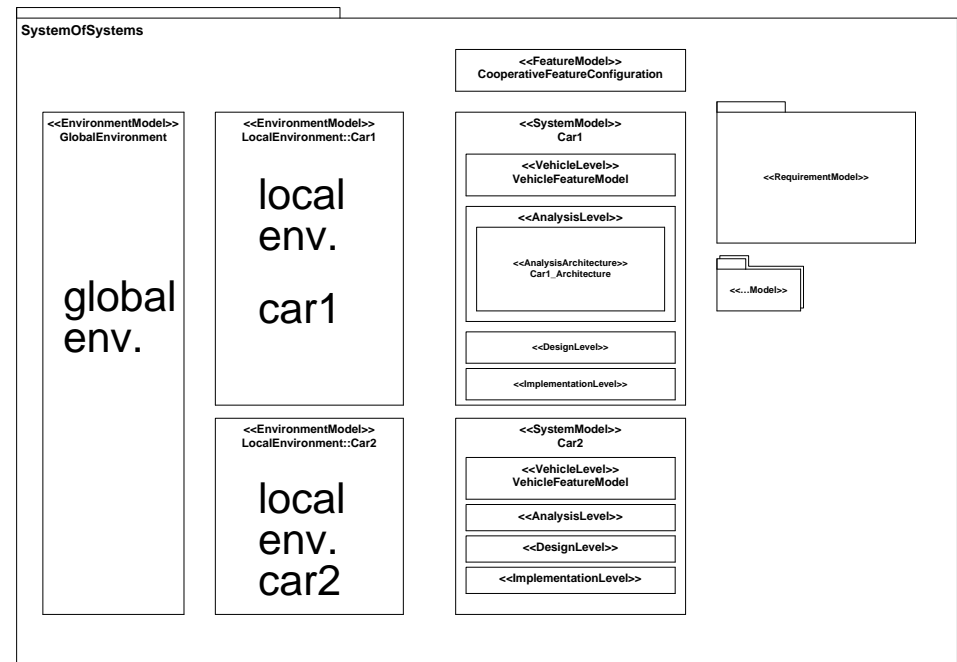 SystemOfSystems
<<FeatureModel>>
CooperativeFeatureConfiguration
<<EnvironmentModel>>
GlobalEnvironment
global
env.
<<EnvironmentModel>>
LocalEnvironment::Car1
local
env.
car1
<<SystemModel>>
Car1
<<VehicleLevel>>
VehicleFeatureModel
<<AnalysisLevel>>
<<AnalysisArchitecture>>
Car1_Architecture
<<DesignLevel>>
<<ImplementationLevel>>
<<RequirementModel>>
<<...Model>>
<<EnvironmentModel>>
LocalEnvironment::Car2
local
env.
car2
<<SystemModel>>
Car2
<<VehicleLevel>>
VehicleFeatureModel
<<AnalysisLevel>>
<<DesignLevel>>
<<ImplementationLevel>>